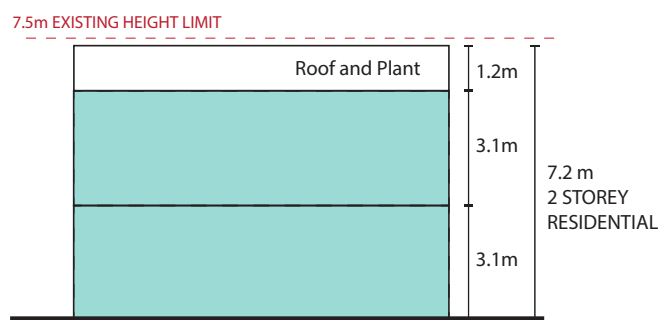 7.5m EXISTING HEIGHT LIMIT
Roof and Plant
1.2m
3.1m
7.2 m
2 STOREY
RESIDENTIAL
3.1m